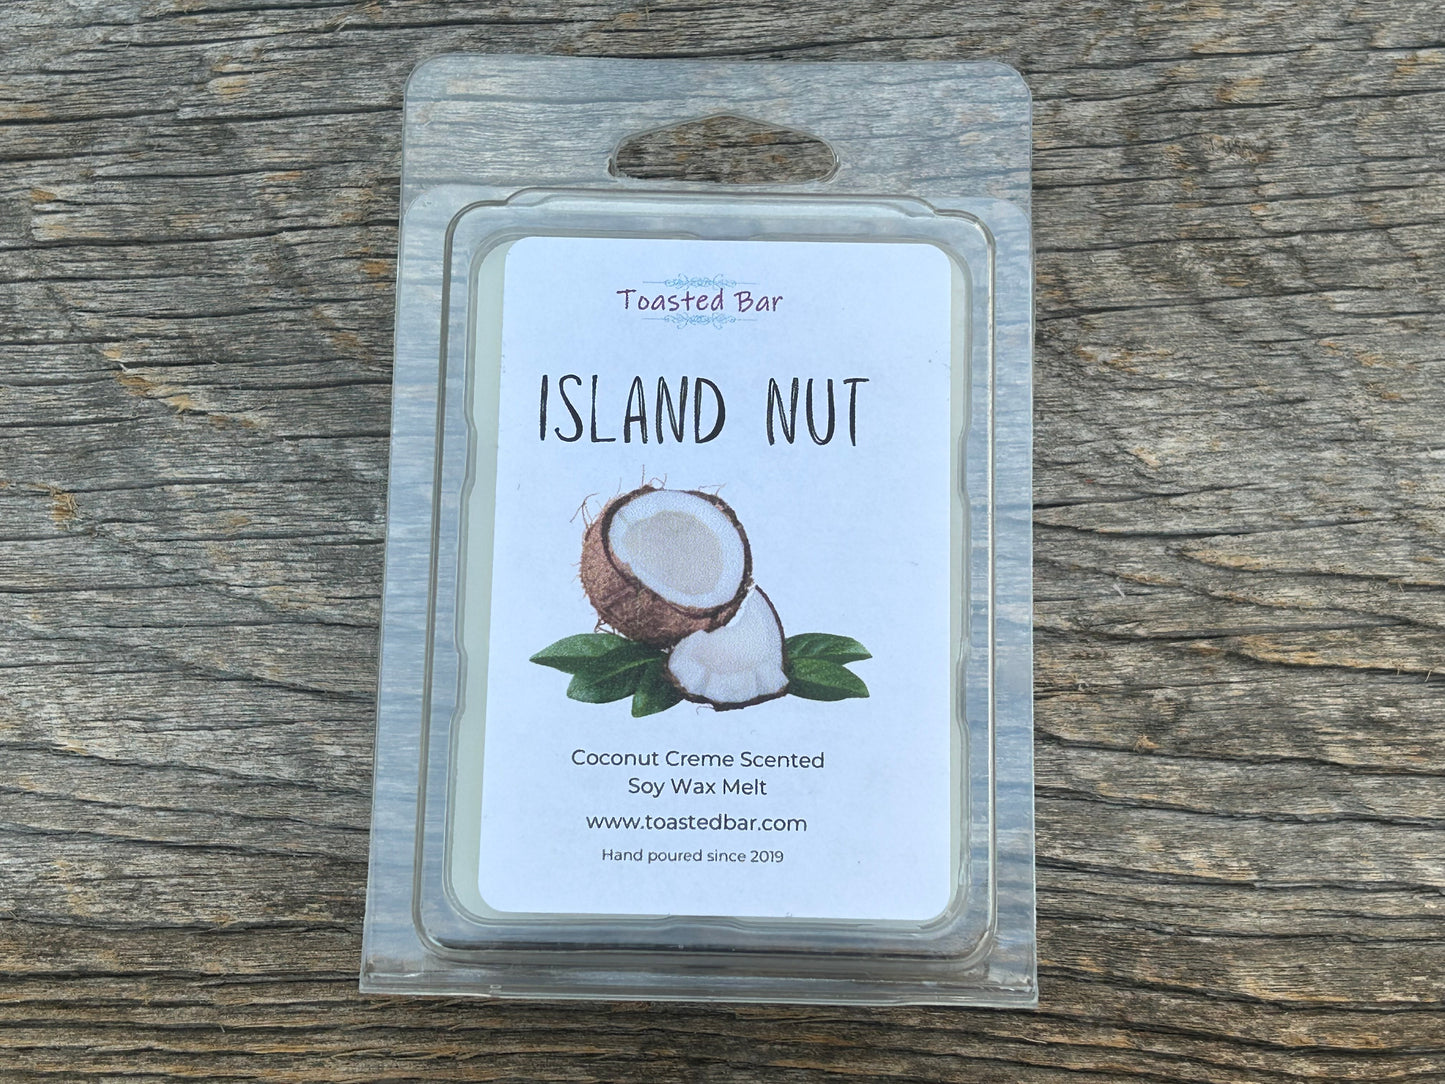 Toasted Bar
ISLAND NUT
Coconut Creme Scented
Soy Wax Melt
www.toastedbar.com
Hand poured since 2019